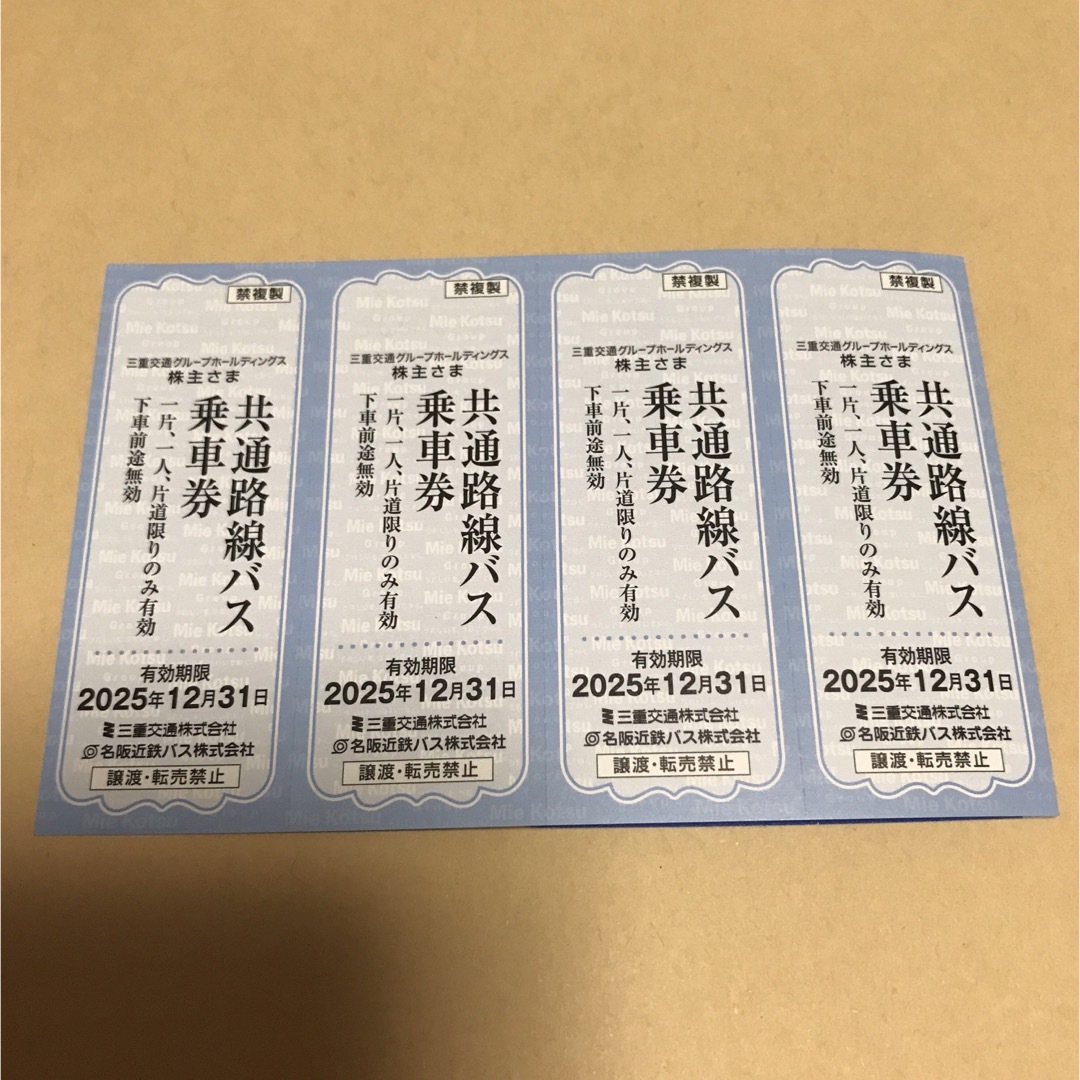 禁複製
三重交通グループホールディングス
株主さま
共通路線バス
乗車券
一片、一人、片道限りのみ有効
下車前途無効
有効期限
2025年12月31日
三重交通株式会社
名阪近鉄バス株式会社
譲渡・転売禁止
禁複製
三重交通グループホールディングス
株主さま
共通路線バス
乗車券
一片、一人、片道限りのみ有効
下車前途無効
有効期限
2025年12月31日
三重交通株式会社
名阪近鉄バス株式会社
譲渡・転売禁止
禁複製
三重交通グループホールディングス
株主さま
共通路線バス
乗車券
一片、一人、片道限りのみ有効
下車前途無効
有効期限
2025年12月31日
三重交通株式会社
名阪近鉄バス株式会社
譲渡・転売禁止
禁複製
三重交通グループホールディングス
株主さま
共通路線バス
乗車券
一片、一人、片道限りのみ有効
下車前途無効
有効期限
2025年12月31日
三重交通株式会社
名阪近鉄バス株式会社
譲渡・転売禁止